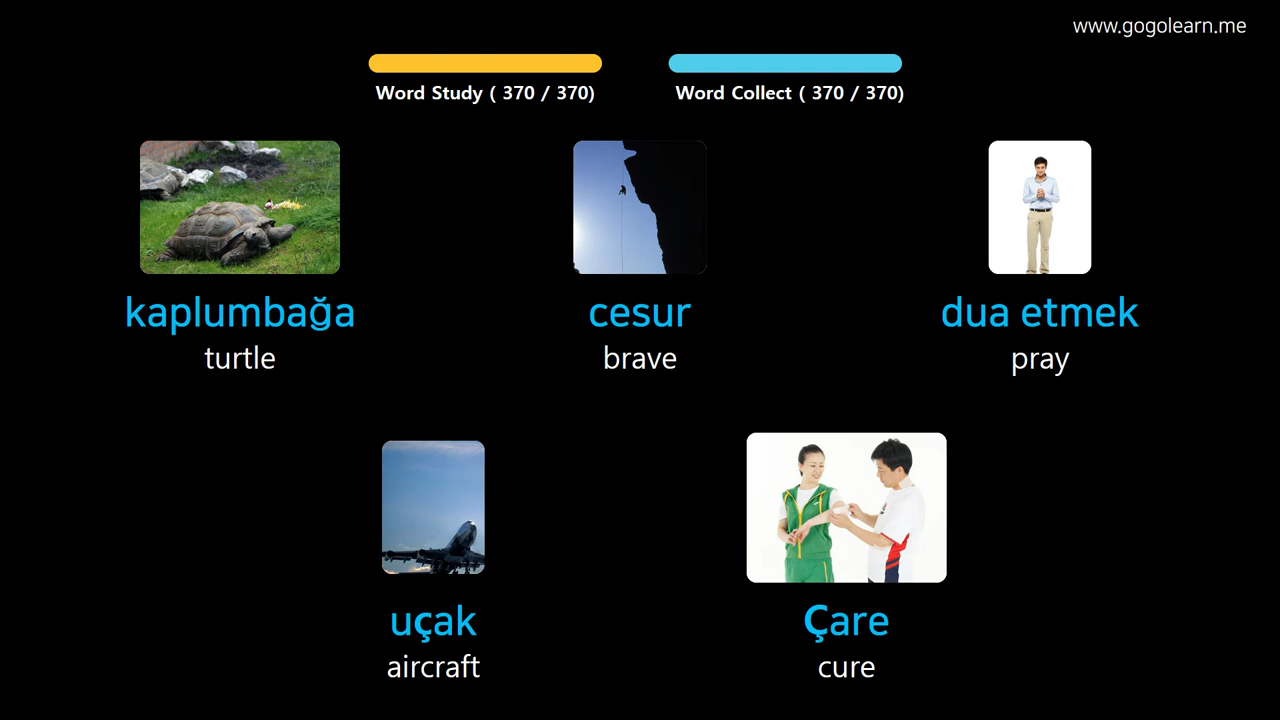 www.gogolearn.me
Word Study ( 370 / 370)
Word Collect ( 370 / 370)
kaplumbağa
turtle
cesur
brave
dua etmek
pray
uçak
aircraft
Çare
cure